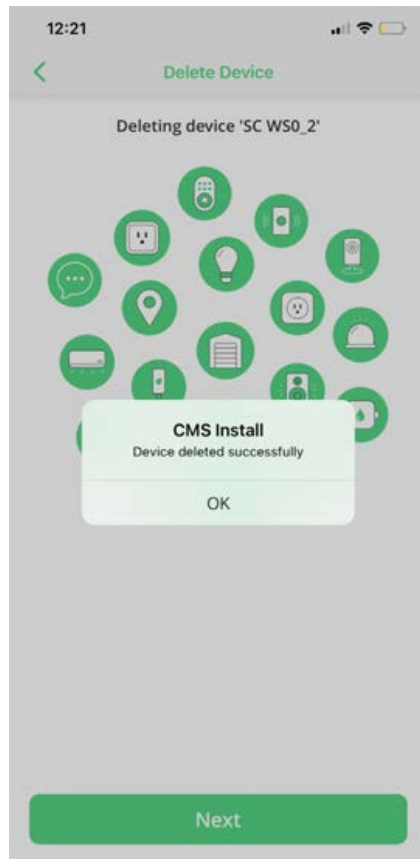 12:21
Delete Device
Deleting device 'SC WS0_2'
CMS Install
Device deleted successfully
OK
Next